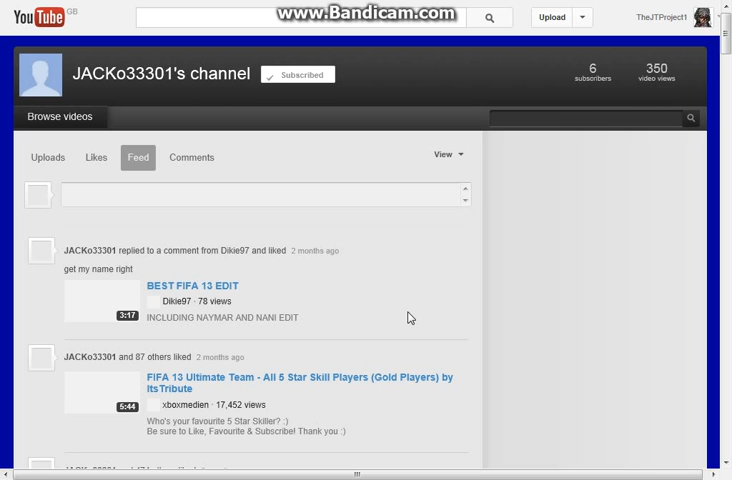 www.Bandicam.com
YouTube GB
Upload
TheJTProject1
JACKo33301's channel
Subscribed
6
subscribers
350
video views
Browse videos
Uploads Likes Feed Comments
View
JACKo33301 replied to a comment from Dikie97 and liked 2 months ago
get my name right
BEST FIFA 13 EDIT
Dikie97 · 78 views
3:17
INCLUDING NAYMAR AND NANI EDIT
JACKo33301 and 87 others liked 2 months ago
FIFA 13 Ultimate Team - All 5 Star Skill Players (Gold Players) by
ItsTribute
xboxmedien · 17,452 views
5:44
Who's your favourite 5 Star Skiller? :)
Be sure to Like, Favourite & Subscribe! Thank you :)